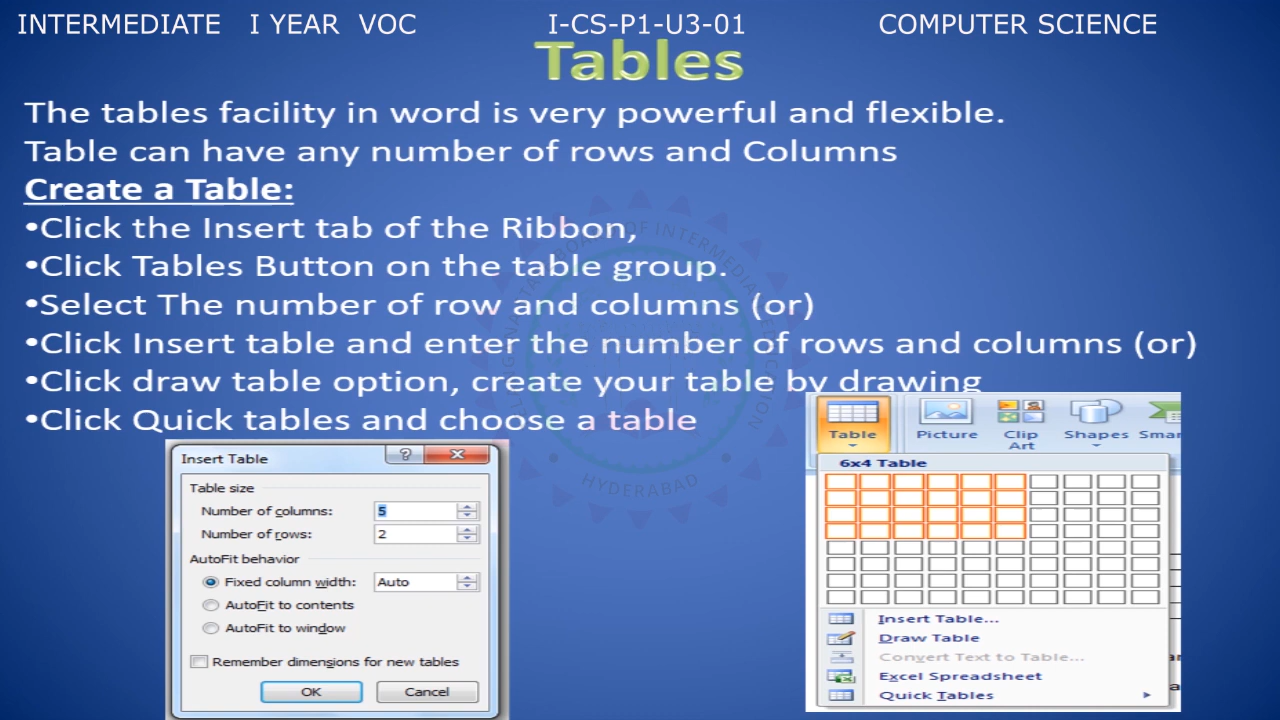 INTERMEDIATE I YEAR VOC I-CS-P1-U3-01 COMPUTER SCIENCE
Tables
The tables facility in word is very powerful and flexible.
Table can have any number of rows and Columns
Create a Table:
•Click the Insert tab of the Ribbon,
•Click Tables Button on the table group.
•Select The number of row and columns (or)
•Click Insert table and enter the number of rows and columns (or)
•Click draw table option, create your table by drawing
•Click Quick tables and choose a table
Insert Table
Table size
Number of columns: 5
Number of rows: 2
AutoFit behavior
Fixed column width: Auto
AutoFit to contents
AutoFit to window
Remember dimensions for new tables
OK Cancel
Table Picture Clip Art Shapes Smar
6x4 Table
Insert Table...
Draw Table
Convert Text to Table...
Excel Spreadsheet
Quick Tables
HYDERABAD